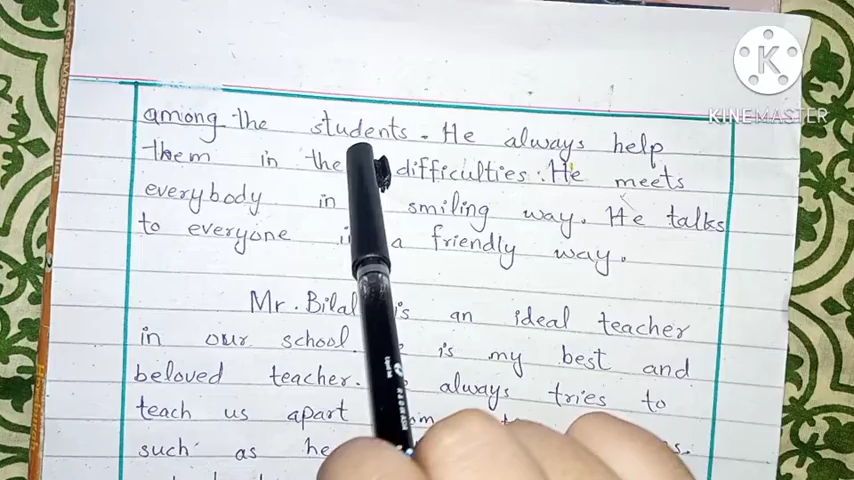 among the students. He always help
them in the difficulties. He meets
everybody in smiling way. He talks
to everyone a friendly way.
Mr. Bilal is an ideal teacher
in our school. is my best and
beloved teacher. always tries to
teach us apart
such as he
KINEMASTER